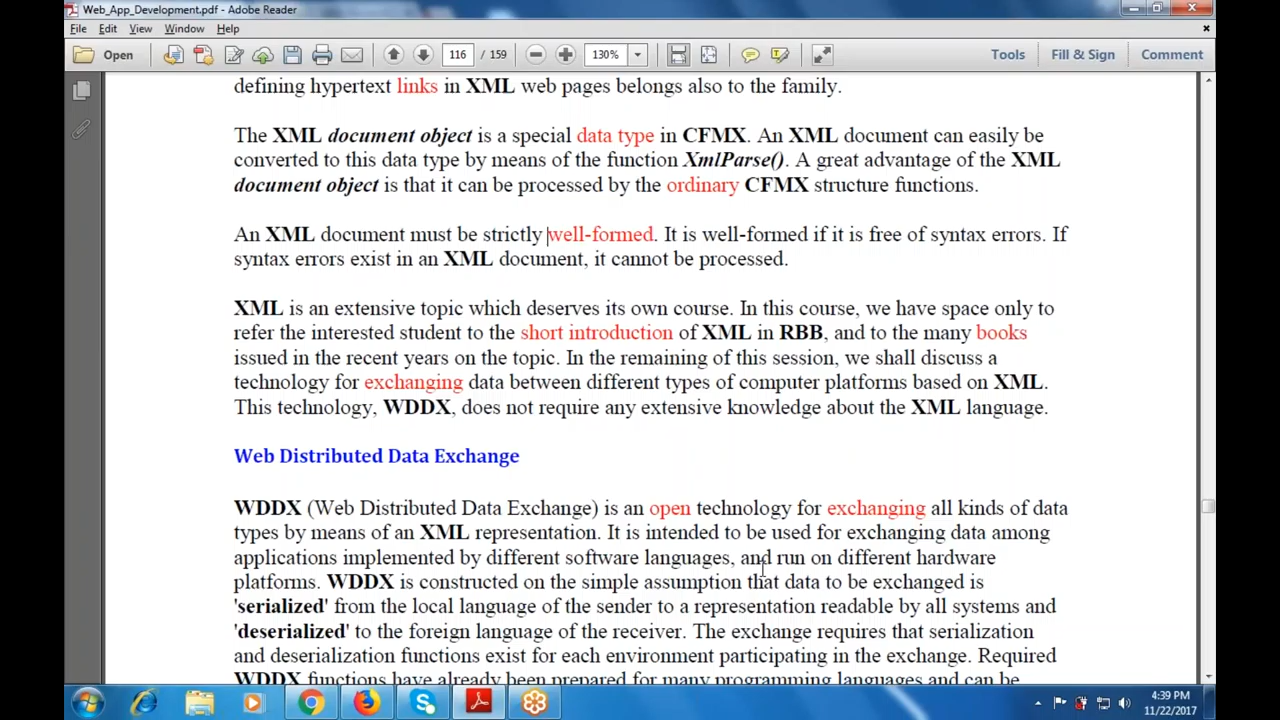 Web_App_Development.pdf - Adobe Reader
File Edit View Window Help
Open 116 / 159 130% Tools Fill & Sign Comment
defining hypertext links in XML web pages belongs also to the family.
The XML document object is a special data type in CFMX. An XML document can easily be
converted to this data type by means of the function XmlParse(). A great advantage of the XML
document object is that it can be processed by the ordinary CFMX structure functions.
An XML document must be strictly well-formed. It is well-formed if it is free of syntax errors. If
syntax errors exist in an XML document, it cannot be processed.
XML is an extensive topic which deserves its own course. In this course, we have space only to
refer the interested student to the short introduction of XML in RBB, and to the many books
issued in the recent years on the topic. In the remaining of this session, we shall discuss a
technology for exchanging data between different types of computer platforms based on XML.
This technology, WDDX, does not require any extensive knowledge about the XML language.
Web Distributed Data Exchange
WDDX (Web Distributed Data Exchange) is an open technology for exchanging all kinds of data
types by means of an XML representation. It is intended to be used for exchanging data among
applications implemented by different software languages, and run on different hardware
platforms. WDDX is constructed on the simple assumption that data to be exchanged is
'serialized' from the local language of the sender to a representation readable by all systems and
'deserialized' to the foreign language of the receiver. The exchange requires that serialization
and deserialization functions exist for each environment participating in the exchange. Required
WDDX functions have already been prepared for many programming languages and can be
4:39 PM
11/22/2017